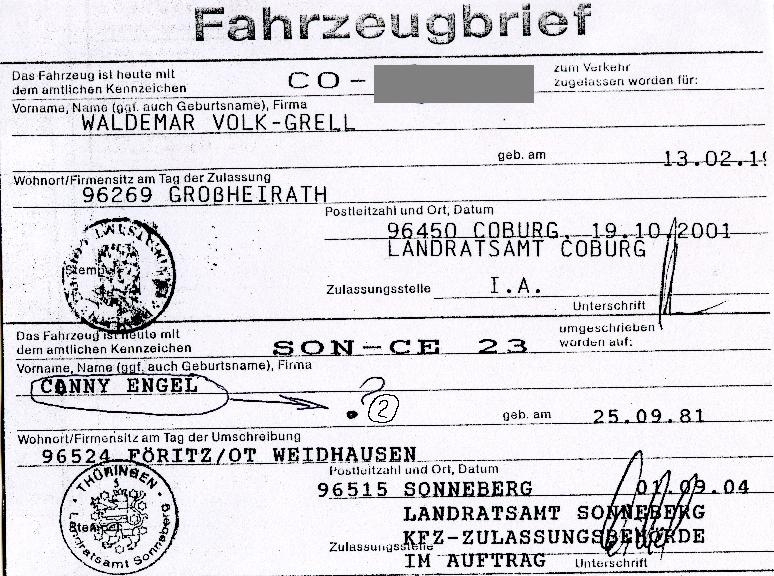 Fahrzeugbrief
Das Fahrzeug ist heute mit
dem amtlichen Kennzeichen
CO-
zum Verkehr
zugelassen worden für:
Vorname, Name (ggf. auch Geburtsname), Firma
WALDEMAR VOLK-GRELL
geb. am 13.02.19
Wohnort/Firmensitz am Tag der Zulassung
96269 GROßHEIRATH
Postleitzahl und Ort, Datum
96450 COBURG, 19.10.2001
LANDRATSAMT COBURG
Stempel
Zulassungsstelle I.A.
Unterschrift
Das Fahrzeug ist heute mit
dem amtlichen Kennzeichen
SON-CE 23
umgeschrieben
worden auf:
Vorname, Name (ggf. auch Geburtsname), Firma
CONNY ENGEL
? 2
geb. am 25.09.81
Wohnort/Firmensitz am Tag der Umschreibung
96524 FÖRITZ/OT WEIDHAUSEN
Postleitzahl und Ort, Datum
96515 SONNEBERG 01.09.04
LANDRATSAMT SONNEBERG
KFZ-ZULASSUNGSBEHÖRDE
Zulassungsstelle
IM AUFTRAG
Unterschrift
THÜRINGEN
Stempel
Landratsamt Sonneberg